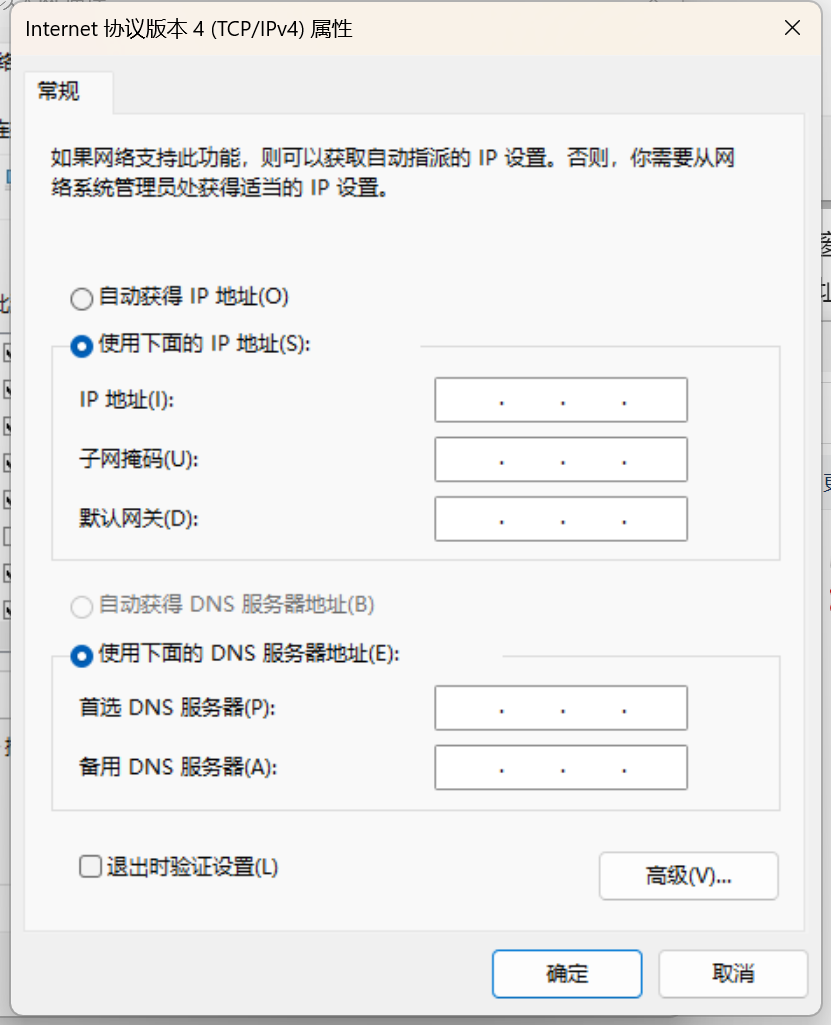 Internet 协议版本 4 (TCP/IPv4) 属性
常规
如果网络支持此功能，则可以获取自动指派的 IP 设置。否则，你需要从网
络系统管理员处获得适当的 IP 设置。
自动获得 IP 地址(O)
使用下面的 IP 地址(S):
IP 地址(I):
子网掩码(U):
默认网关(D):
自动获得 DNS 服务器地址(B)
使用下面的 DNS 服务器地址(E):
首选 DNS 服务器(P):
备用 DNS 服务器(A):
退出时验证设置(L)
高级(V)...
确定
取消